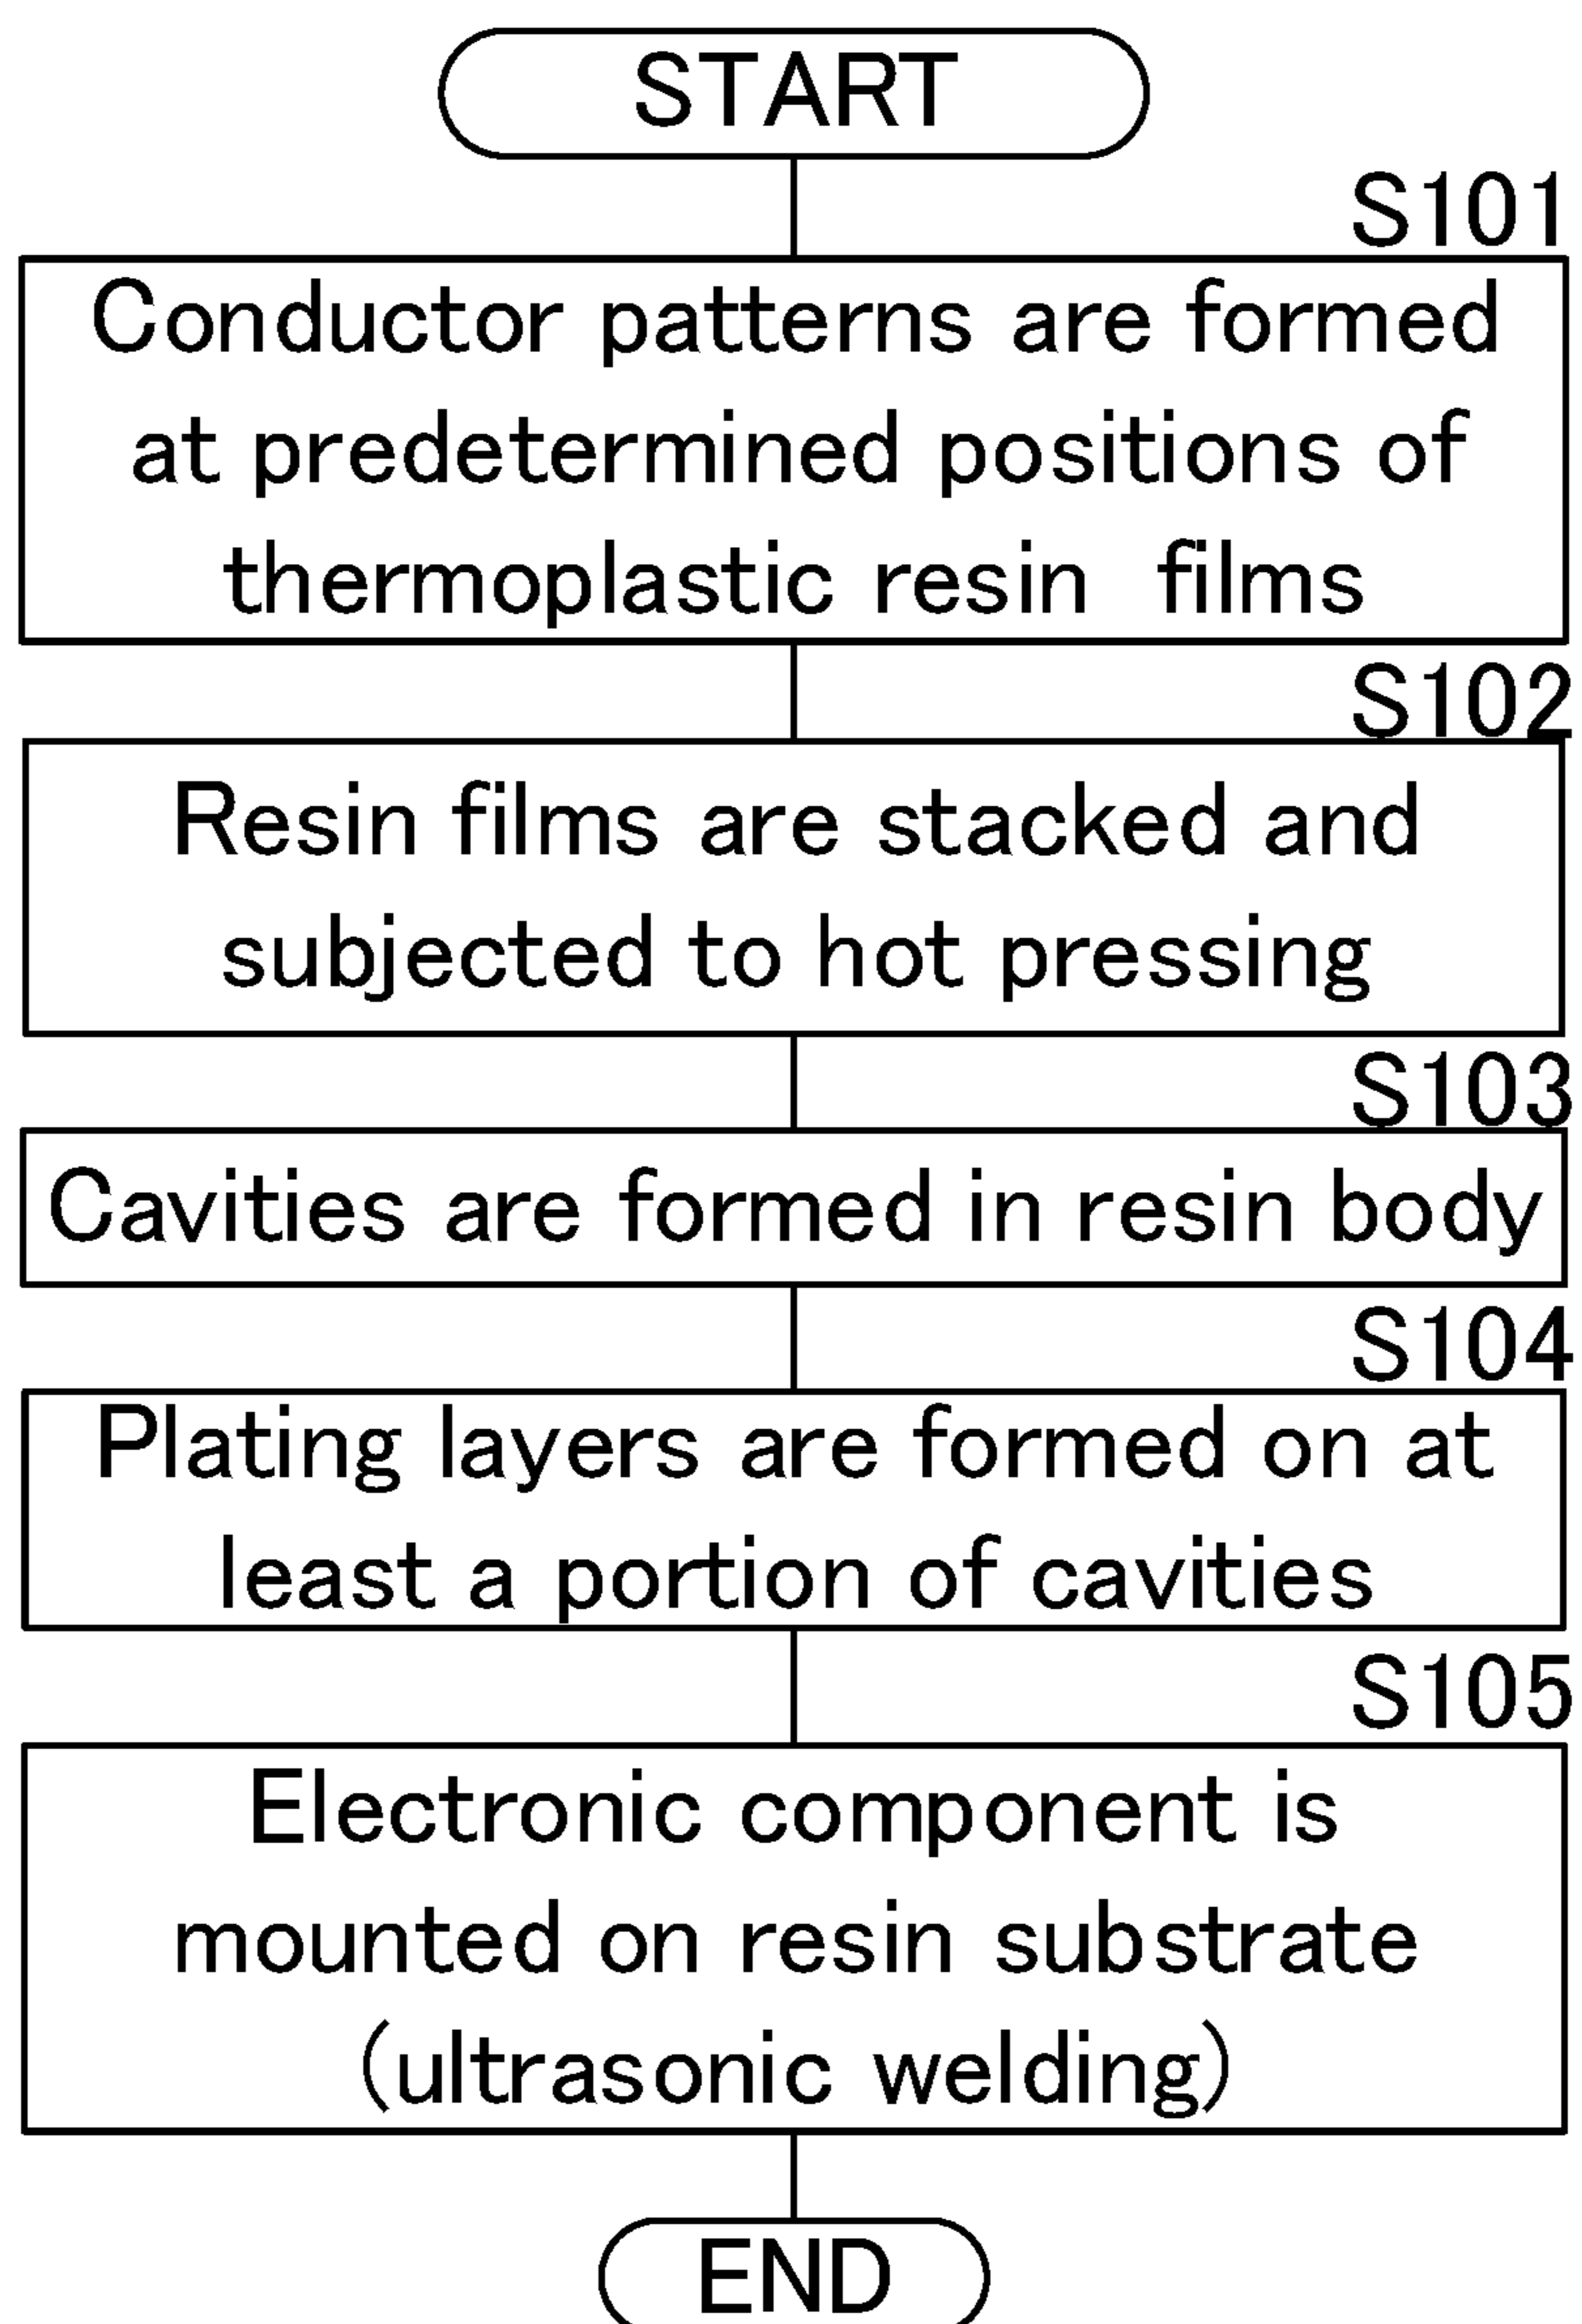 START
S101
Conductor patterns are formed
at predetermined positions of
thermoplastic resin films
S102
Resin films are stacked and
subjected to hot pressing
S103
Cavities are formed in resin body
S104
Plating layers are formed on at
least a portion of cavities
S105
Electronic component is
mounted on resin substrate
(ultrasonic welding)
END